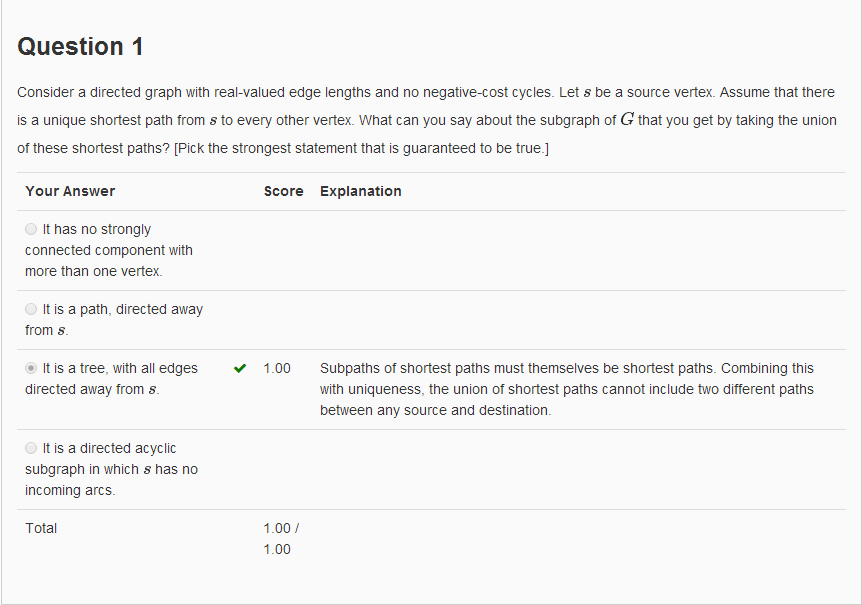 Question 1
Consider a directed graph with real-valued edge lengths and no negative-cost cycles. Let s be a source vertex. Assume that there
is a unique shortest path from s to every other vertex. What can you say about the subgraph of G that you get by taking the union
of these shortest paths? [Pick the strongest statement that is guaranteed to be true.]
Your Answer Score Explanation
It has no strongly
connected component with
more than one vertex.
It is a path, directed away
from s.
It is a tree, with all edges 1.00 Subpaths of shortest paths must themselves be shortest paths. Combining this
directed away from s. with uniqueness, the union of shortest paths cannot include two different paths
between any source and destination.
It is a directed acyclic
subgraph in which s has no
incoming arcs.
Total 1.00 /
1.00